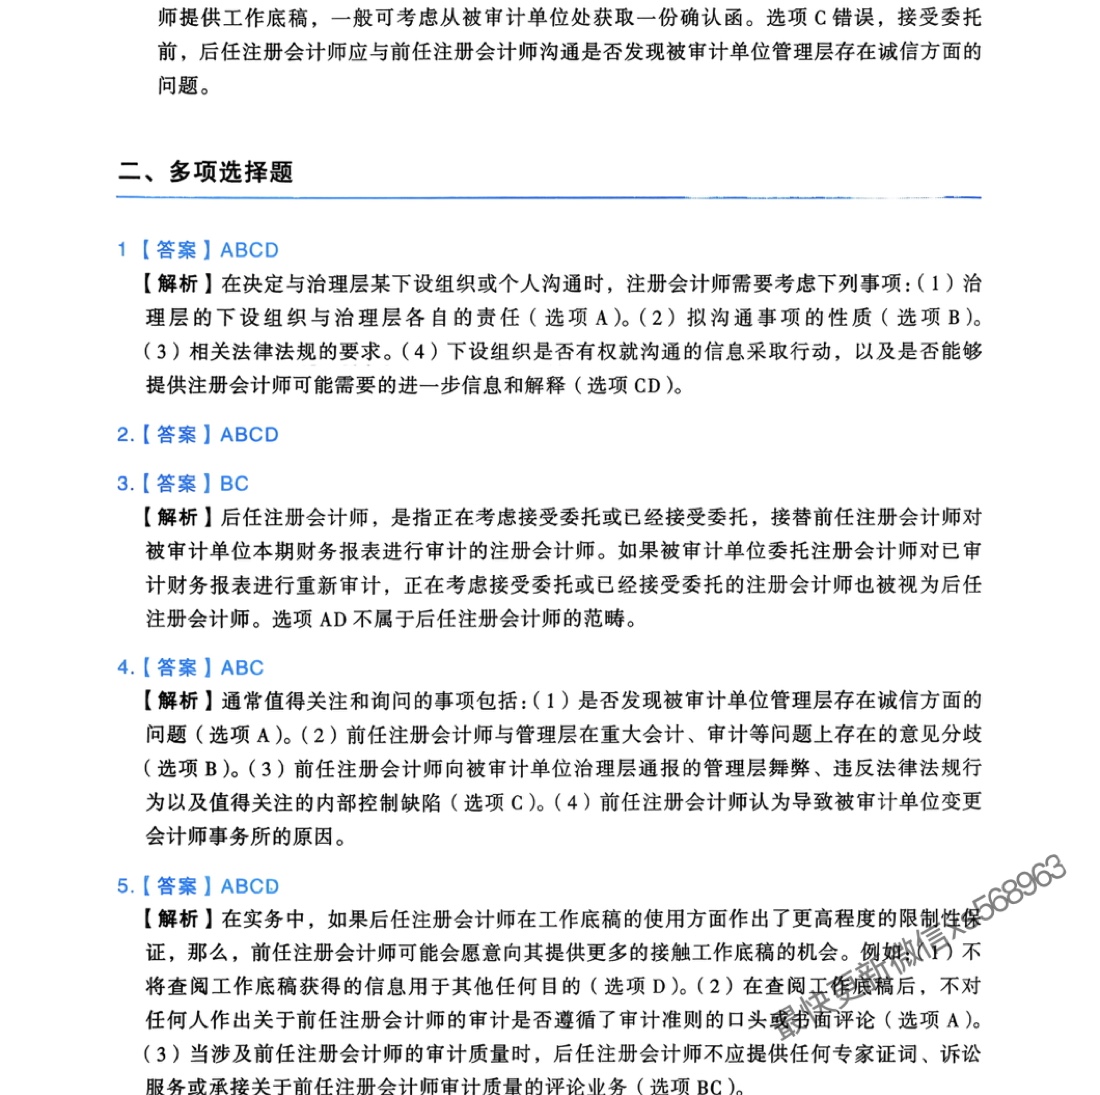 师提供工作底稿，一般可考虑从被审计单位处获取一份确认函。选项 C 错误，接受委托
前，后任注册会计师应与前任注册会计师沟通是否发现被审计单位管理层存在诚信方面的
问题。
二、多项选择题
1【答案】ABCD
【解析】在决定与治理层某下设组织或个人沟通时，注册会计师需要考虑下列事项：（1）治
理层的下设组织与治理层各自的责任（选项 A）。（2）拟沟通事项的性质（选项 B）。
（3）相关法律法规的要求。（4）下设组织是否有权就沟通的信息采取行动，以及是否能够
提供注册会计师可能需要的进一步信息和解释（选项 CD）。
2.【答案】ABCD
3.【答案】BC
【解析】后任注册会计师，是指正在考虑接受委托或已经接受委托，接替前任注册会计师对
被审计单位本期财务报表进行审计的注册会计师。如果被审计单位委托注册会计师对已审
计财务报表进行重新审计，正在考虑接受委托或已经接受委托的注册会计师也被视为后任
注册会计师。选项 AD 不属于后任注册会计师的范畴。
4.【答案】ABC
【解析】通常值得关注和询问的事项包括：（1）是否发现被审计单位管理层存在诚信方面的
问题（选项 A）。（2）前任注册会计师与管理层在重大会计、审计等问题上存在的意见分歧
（选项 B）。（3）前任注册会计师向被审计单位治理层通报的管理层舞弊、违反法律法规行
为以及值得关注的内部控制缺陷（选项 C）。（4）前任注册会计师认为导致被审计单位变更
会计师事务所的原因。
5.【答案】ABCD
【解析】在实务中，如果后任注册会计师在工作底稿的使用方面作出了更高程度的限制性保
证，那么，前任注册会计师可能会愿意向其提供更多的接触工作底稿的机会。例如：（1）不
将查阅工作底稿获得的信息用于其他任何目的（选项 D）。（2）在查阅工作底稿后，不对
任何人作出关于前任注册会计师的审计是否遵循了审计准则的口头或书面评论（选项 A）。
（3）当涉及前任注册会计师的审计质量时，后任注册会计师不应提供任何专家证词、诉讼
服务或承接关于前任注册会计师审计质量的评论业务（选项 BC）。
最快更新微信xs568963